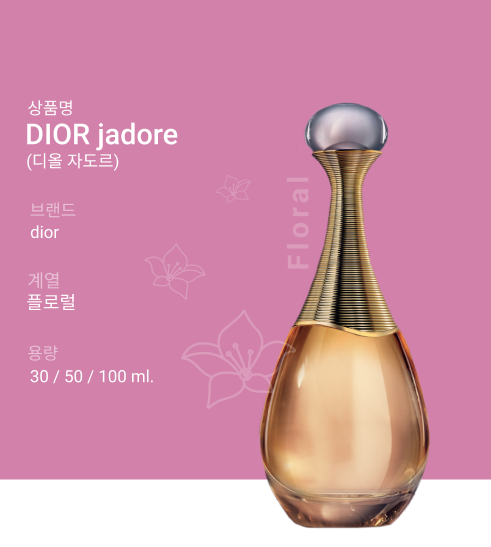 상품명
DIOR jadore
(디올 자도르)
브랜드
dior
계열
플로럴
용량
30 / 50 / 100 ml.
Floral